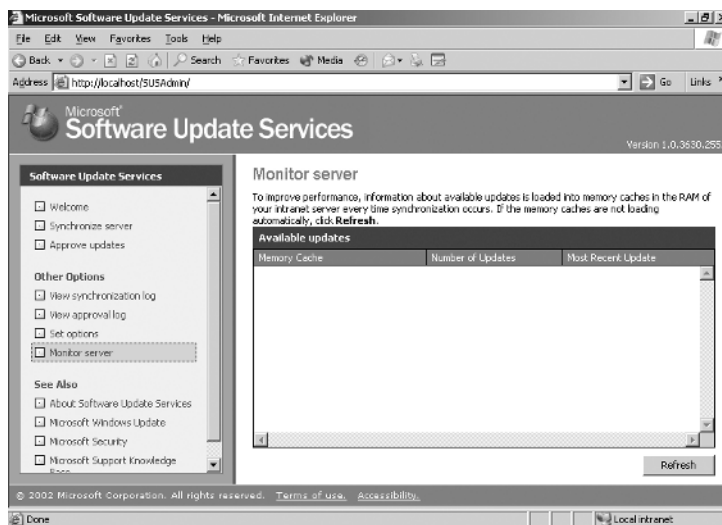 Microsoft Software Update Services - Microsoft Internet Explorer
File Edit View Favorites Tools Help
Back Search Favorites Media
Address http://localhost/SUSAdmin/ Go Links
Microsoft
Software Update Services
Version 1.0.3630.255
Software Update Services
Welcome
Synchronize server
Approve updates
Other Options
View synchronization log
View approval log
Set options
Monitor server
See Also
About Software Update Services
Microsoft Windows Update
Microsoft Security
Microsoft Support Knowledge
Monitor server
To improve performance, information about available updates is loaded into memory caches in the RAM of
your intranet server every time synchronization occurs. If the memory caches are not loading
automatically, click Refresh.
Available updates
Memory Cache Number of Updates Most Recent Update
Refresh
© 2002 Microsoft Corporation. All rights reserved. Terms of use. Accessibility.
Done Local intranet